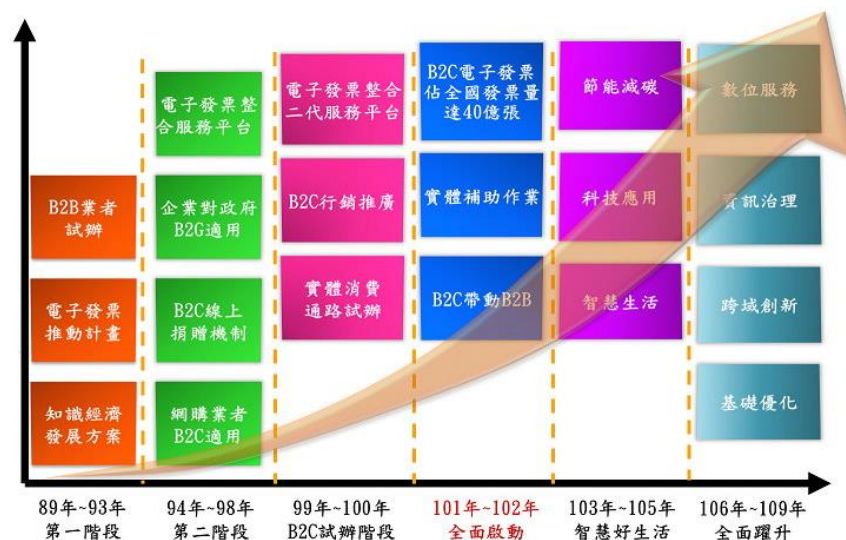 B2B業者
試辦
電子發票
推動計畫
知識經濟
發展方案
89年~93年
第一階段
電子發票整
合服務平台
企業對政府
B2G適用
B2C線上
捐贈機制
網購業者
B2C適用
94年~98年
第二階段
電子發票整合
二代服務平台
B2C行銷推廣
實體消費
通路試辦
99年~100年
B2C試辦階段
B2C電子發票
佔全國發票量
達40億張
實體補助作業
B2C帶動B2B
101年~102年
全面啟動
節能減碳
科技應用
智慧生活
103年~105年
智慧好生活
數位服務
資訊治理
跨域創新
基礎優化
106年~109年
全面躍升